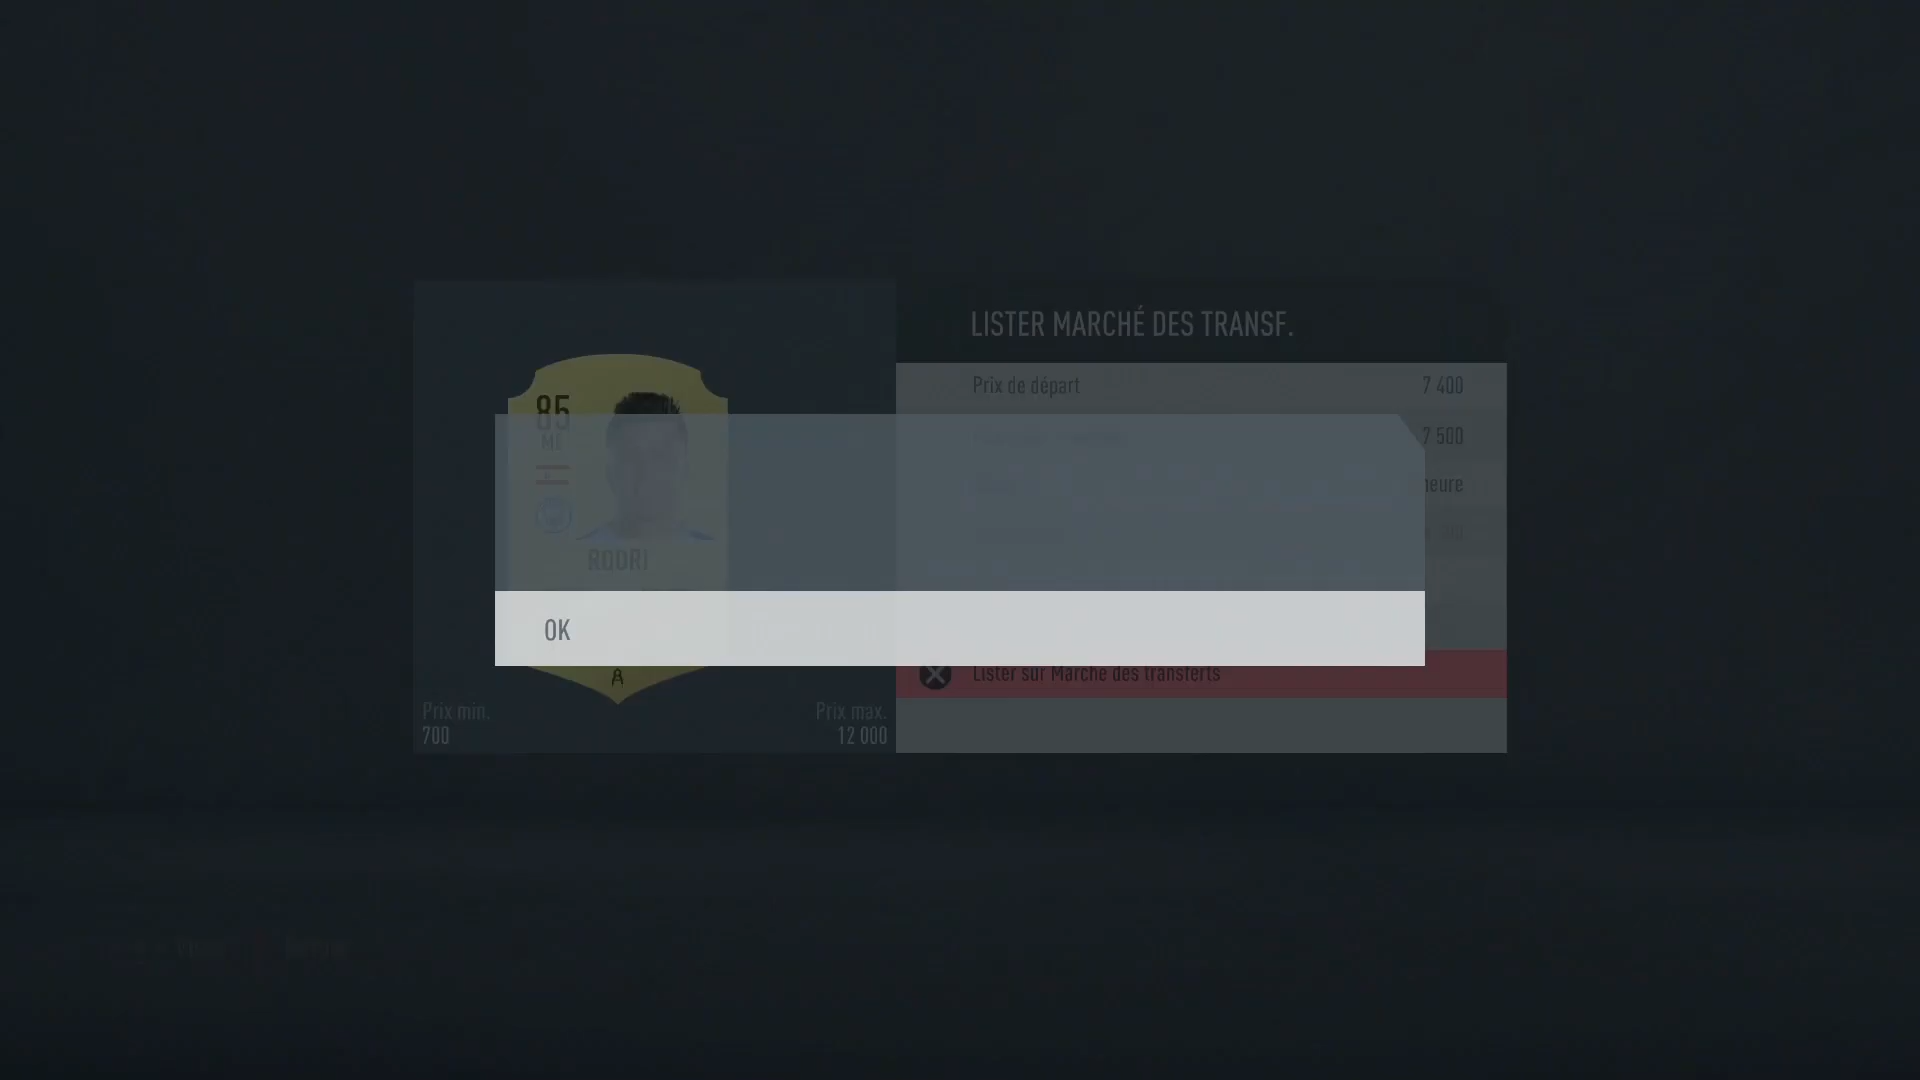 LISTER MARCHÉ DES TRANSF.
Prix de départ 7 400
7 500
heure
85
RODRI
OK
Lister sur Marché des transferts
Prix min. Prix max.
700 12 000